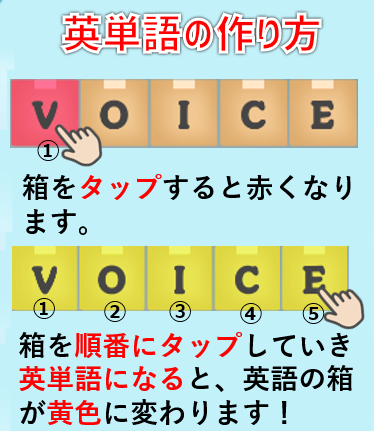 英単語の作り方
V O I C E
①
箱をタップすると赤くなり
ます。
V O I C E
① ② ③ ④ ⑤
箱を順番にタップしていき
英単語になると、英語の箱
が黄色に変わります！